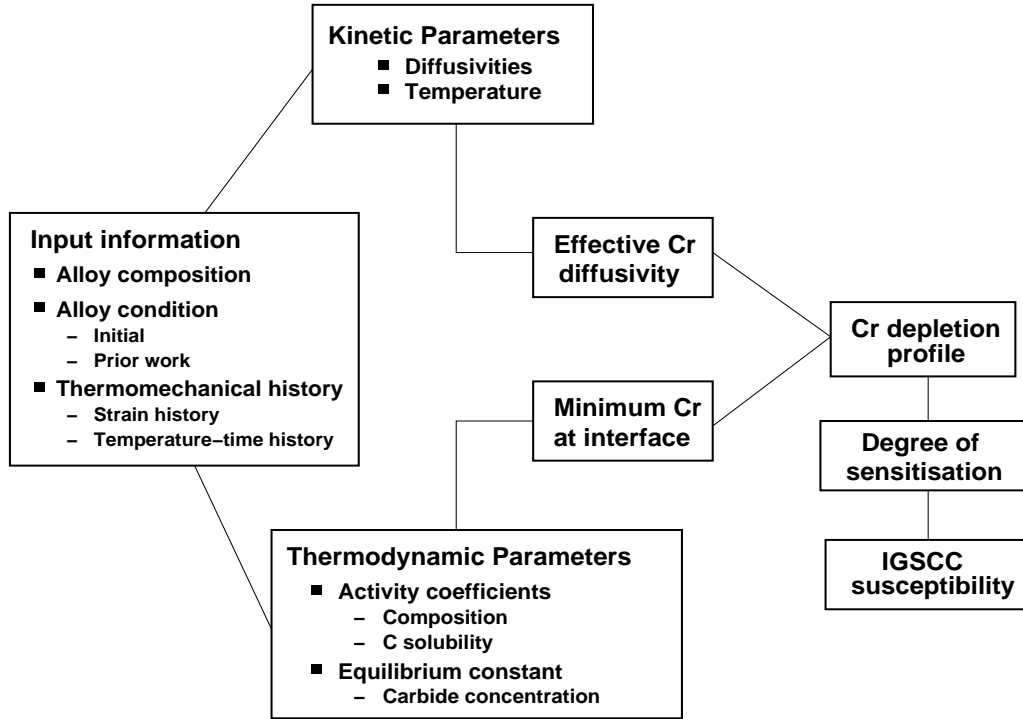 Kinetic Parameters
■ Diffusivities
■ Temperature
Input information
■ Alloy composition
■ Alloy condition
– Initial
– Prior work
■ Thermomechanical history
– Strain history
– Temperature–time history
Effective Cr
diffusivity
Minimum Cr
at interface
Thermodynamic Parameters
■ Activity coefficients
– Composition
– C solubility
■ Equilibrium constant
– Carbide concentration
Cr depletion
profile
Degree of
sensitisation
IGSCC
susceptibility